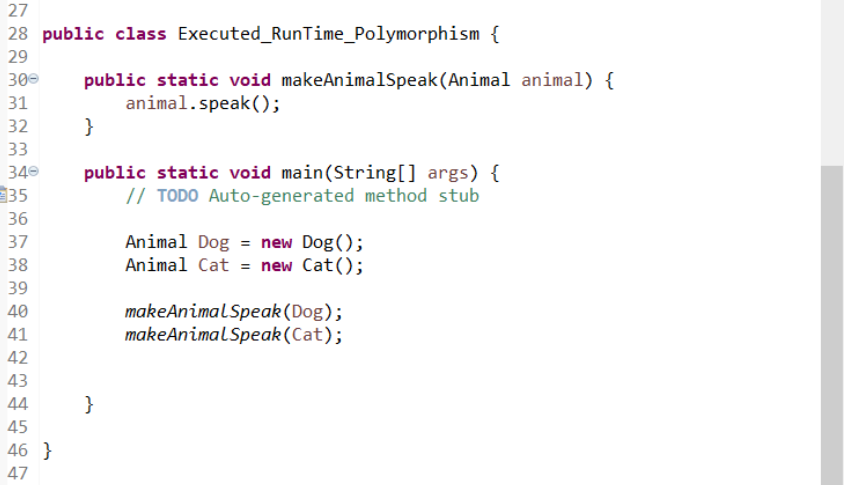 27
28 public class Executed_RunTime_Polymorphism {
29
30 public static void makeAnimalSpeak(Animal animal) {
31 animal.speak();
32 }
33
34 public static void main(String[] args) {
35 // TODO Auto-generated method stub
36
37 Animal Dog = new Dog();
38 Animal Cat = new Cat();
39
40 makeAnimalSpeak(Dog);
41 makeAnimalSpeak(Cat);
42
43
44 }
45
46 }
47